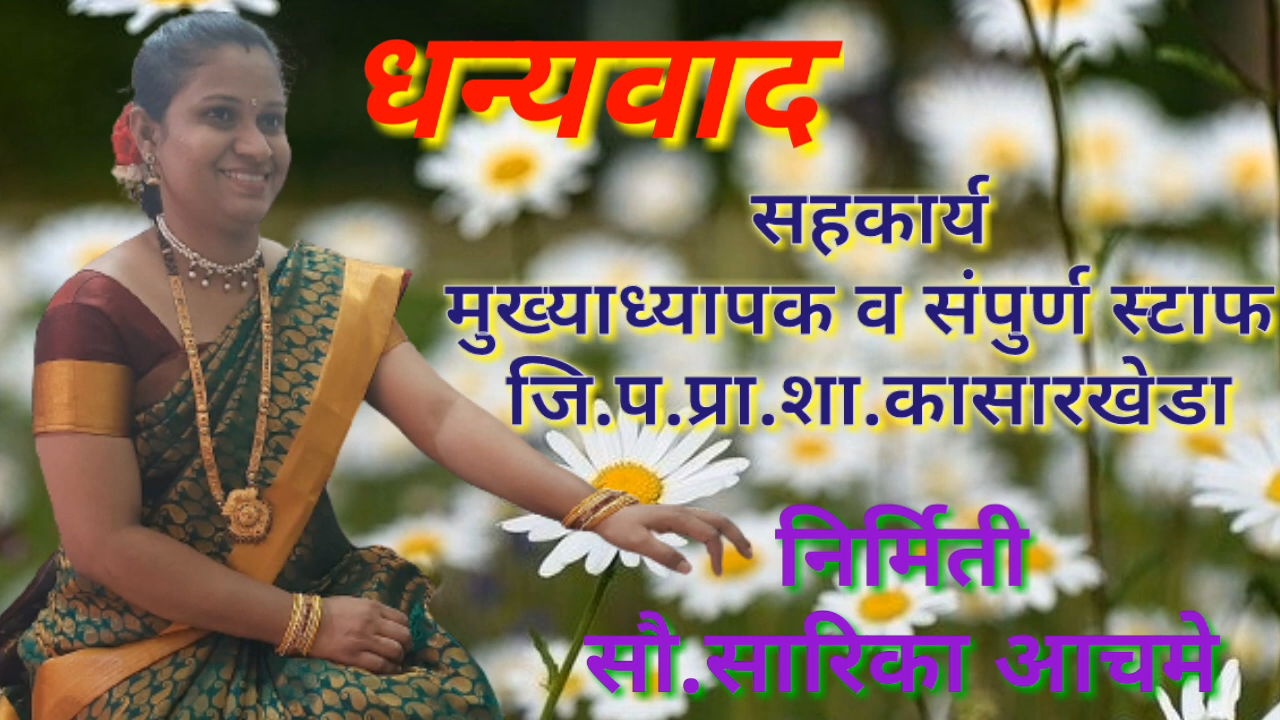 धन्यवाद
सहकार्य
मुख्याध्यापक व संपुर्ण स्टाफ
जि.प.प्रा.शा.कासारखेडा
निर्मिती
सौ.सारिका आचमे